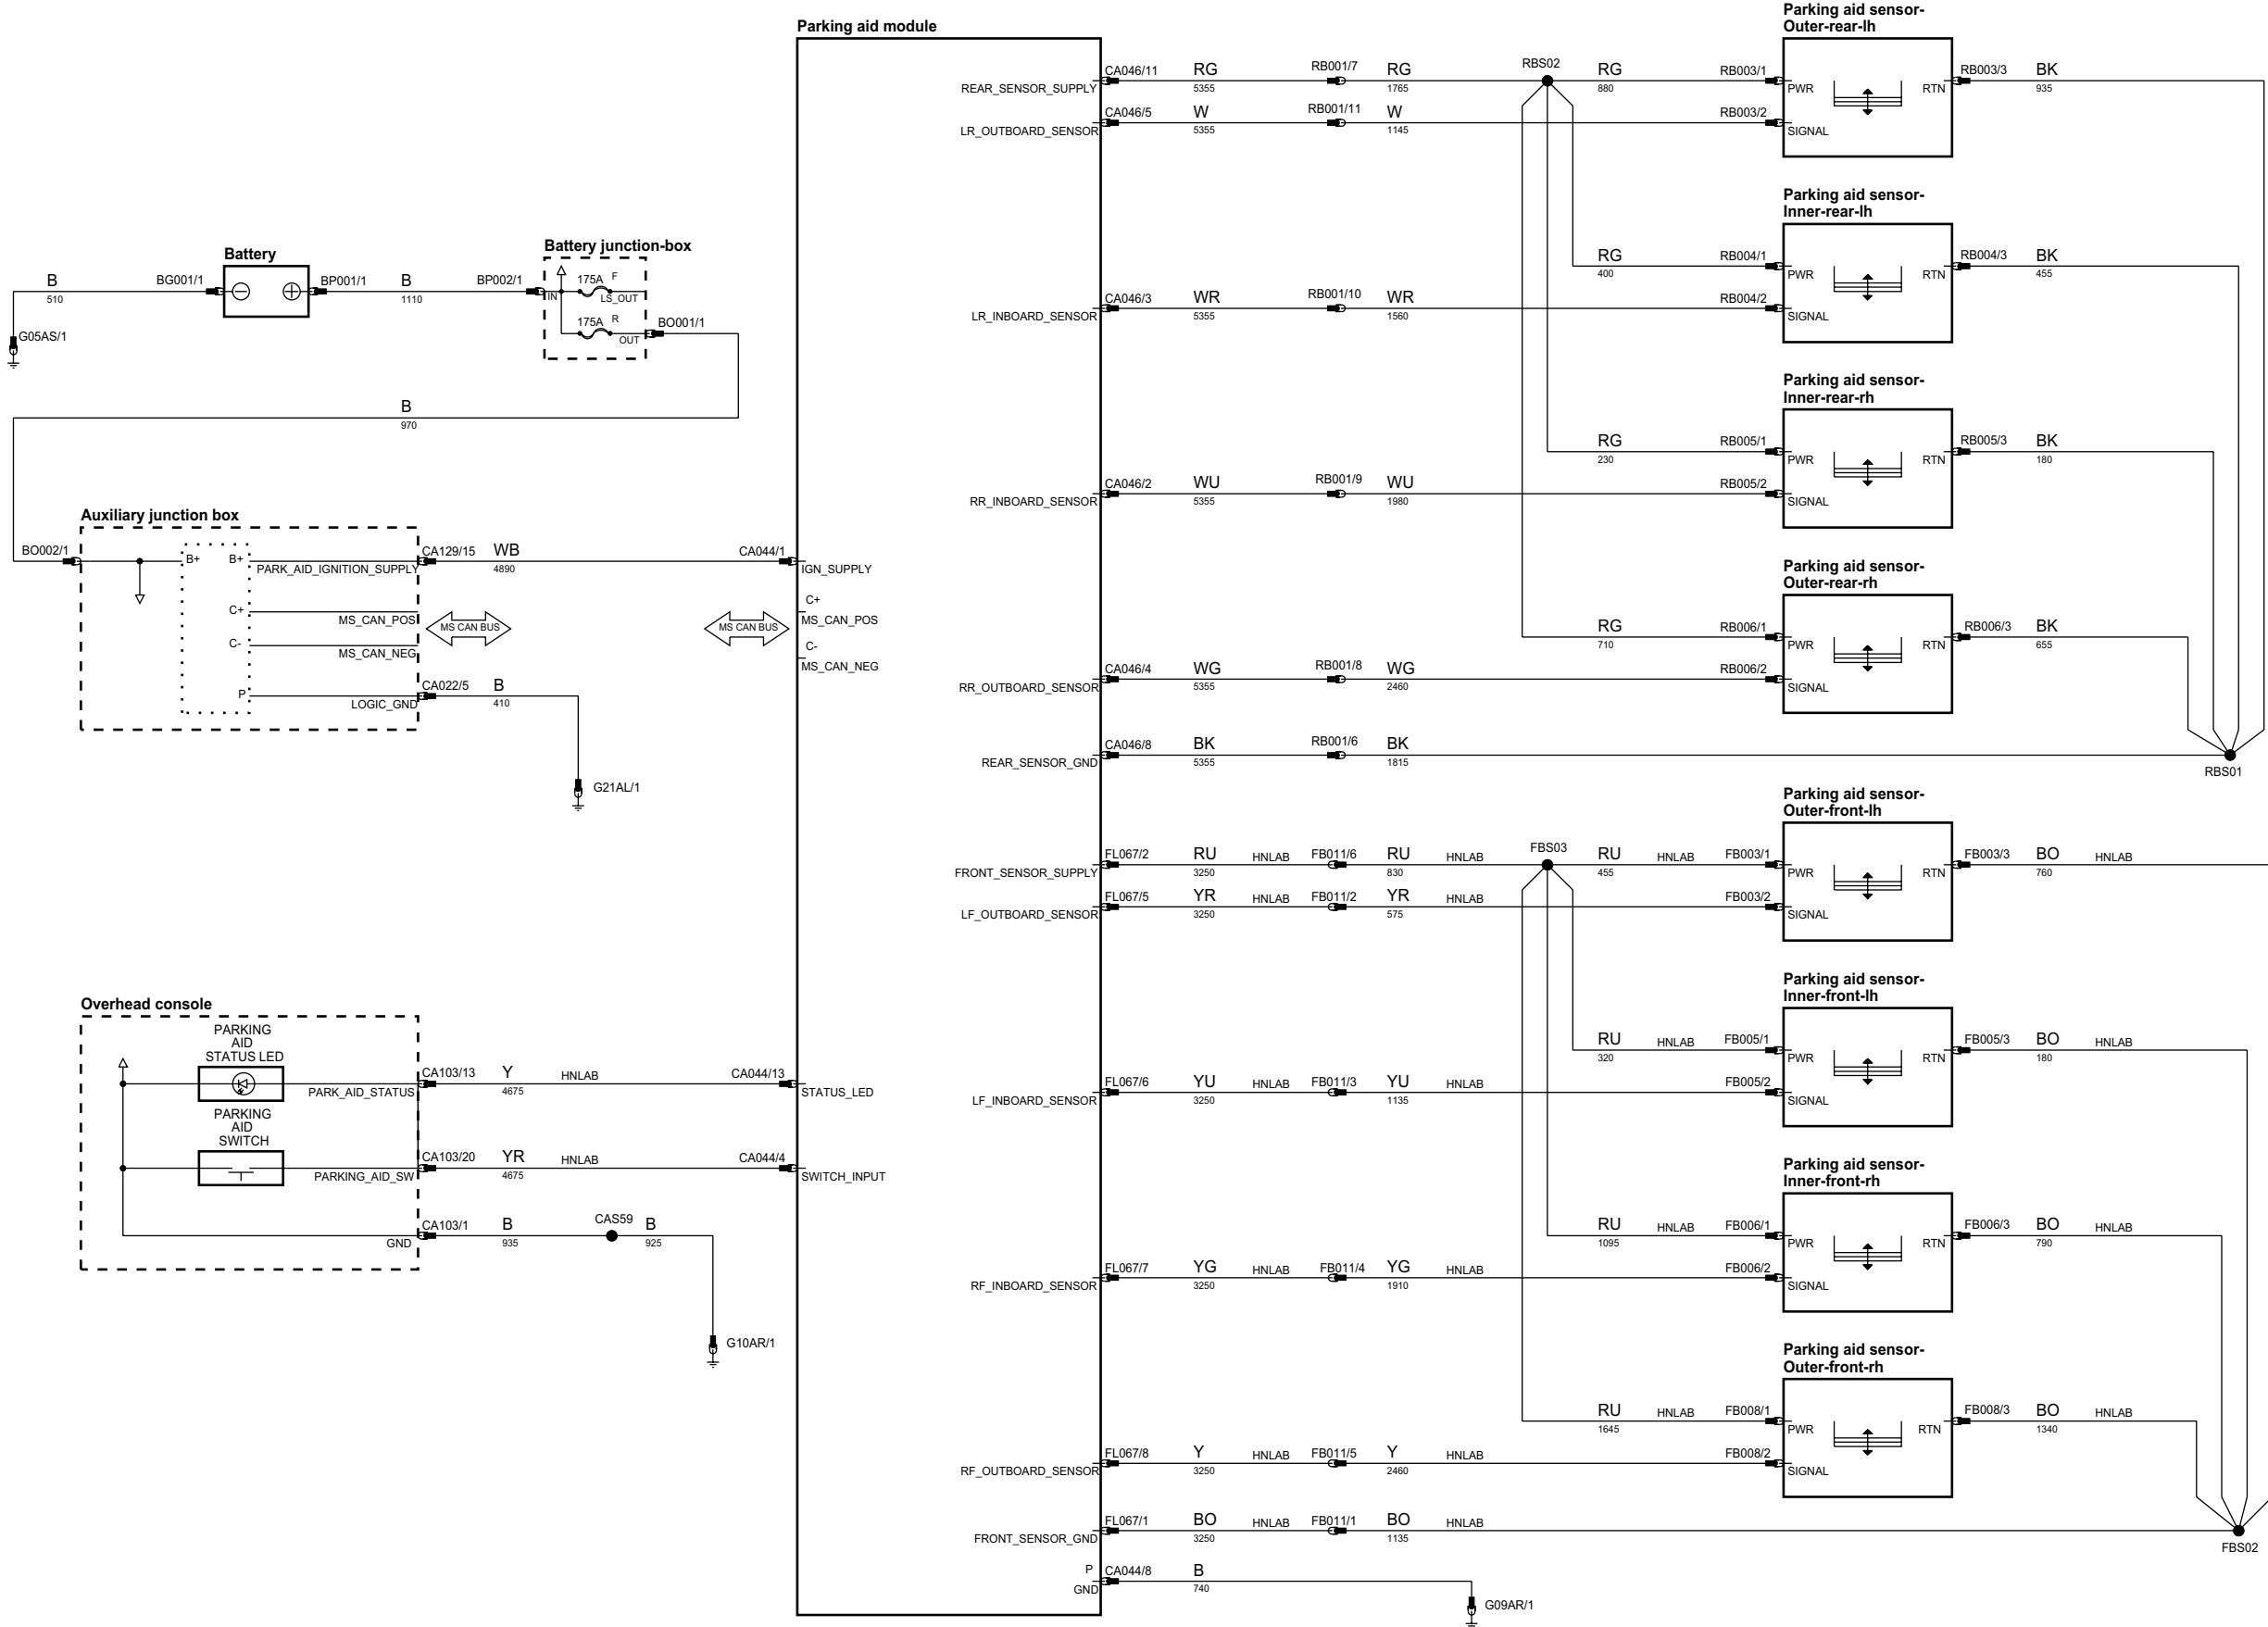 Parking aid module
REAR_SENSOR_SUPPLY
CA046/11 RG 5355 RB001/7 RG 1765 RBS02 RG 880 RB003/1
LR_OUTBOARD_SENSOR
CA046/5 W 5355 RB001/11 W 1145 RB003/2
Parking aid sensor-
Outer-rear-lh
PWR RTN
SIGNAL
RB003/3 BK 935
Parking aid sensor-
Inner-rear-lh
RG 400 RB004/1
PWR RTN
SIGNAL
RB004/3 BK 455
LR_INBOARD_SENSOR
CA046/3 WR 5355 RB001/10 WR 1560 RB004/2
Parking aid sensor-
Inner-rear-rh
RG 230 RB005/1
PWR RTN
SIGNAL
RB005/3 BK 180
RR_INBOARD_SENSOR
CA046/2 WU 5355 RB001/9 WU 1980 RB005/2
Parking aid sensor-
Outer-rear-rh
RG 710 RB006/1
PWR RTN
SIGNAL
RB006/3 BK 655
RR_OUTBOARD_SENSOR
CA046/4 WG 5355 RB001/8 WG 2460 RB006/2
REAR_SENSOR_GND
CA046/8 BK 5355 RB001/6 BK 1815
RBS01
Battery
B 510 BG001/1
BP001/1 B 1110 BP002/1
G05AS/1
Battery junction-box
IN 175A F
LS_OUT
175A R
OUT
BO001/1
B 970
Auxiliary junction box
BO002/1
B+ B+
PARK_AID_IGNITION_SUPPLY
CA129/15 WB 4890 CA044/1
IGN_SUPPLY
C+
MS_CAN_POS
C-
MS_CAN_NEG
MS CAN BUS
MS CAN BUS
C+
MS_CAN_POS
C-
MS_CAN_NEG
P
LOGIC_GND
CA022/5 B 410
G21AL/1
Overhead console
PARKING
AID
STATUS LED
PARK_AID_STATUS
CA103/13 Y 4675 HNLAB CA044/13
STATUS_LED
PARKING
AID
SWITCH
PARKING_AID_SW
CA103/20 YR 4675 HNLAB CA044/4
SWITCH_INPUT
GND
CA103/1 B 935 CAS59 B 925
G10AR/1
Parking aid sensor-
Outer-front-lh
FRONT_SENSOR_SUPPLY
FL067/2 RU 3250 HNLAB FB011/6 RU 830 HNLAB FBS03 RU 455 HNLAB FB003/1
PWR RTN
SIGNAL
FB003/3 BO 760 HNLAB
LF_OUTBOARD_SENSOR
FL067/5 YR 3250 HNLAB FB011/2 YR 575 HNLAB FB003/2
Parking aid sensor-
Inner-front-lh
RU 320 HNLAB FB005/1
PWR RTN
SIGNAL
FB005/3 BO 180 HNLAB
LF_INBOARD_SENSOR
FL067/6 YU 3250 HNLAB FB011/3 YU 1135 HNLAB FB005/2
Parking aid sensor-
Inner-front-rh
RU 1095 HNLAB FB006/1
PWR RTN
SIGNAL
FB006/3 BO 790 HNLAB
RF_INBOARD_SENSOR
FL067/7 YG 3250 HNLAB FB011/4 YG 1910 HNLAB FB006/2
Parking aid sensor-
Outer-front-rh
RU 1645 HNLAB FB008/1
PWR RTN
SIGNAL
FB008/3 BO 1340 HNLAB
RF_OUTBOARD_SENSOR
FL067/8 Y 3250 HNLAB FB011/5 Y 2460 HNLAB FB008/2
FRONT_SENSOR_GND
FL067/1 BO 3250 HNLAB FB011/1 BO 1135 HNLAB
FBS02
P
GND
CA044/8 B 740
G09AR/1